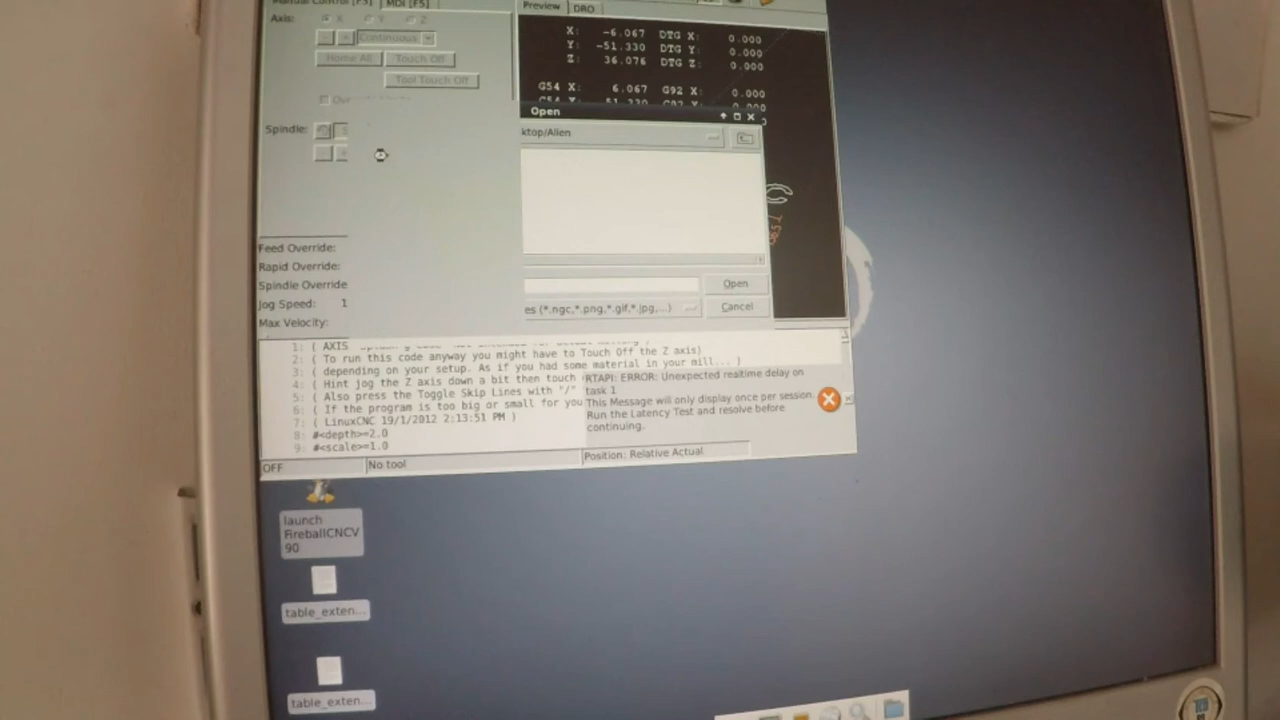 Manual Control [F3] MDI [F5]
Preview DRO
Axis: X Y Z
Continuous
Home All Touch Off
Tool Touch Off
Spindle:
Feed Override:
Rapid Override:
Spindle Override
Jog Speed: 1
Max Velocity:
X: -6.067 DTG X: 0.000
Y: -51.330 DTG Y: 0.000
Z: 36.076 DTG Z: 0.000
G54 X: 6.067 G92 X: 0.000
Open
ktop/Alien
Open
es (*.ngc,*.png,*.gif,*.jpg,...)
Cancel
1: ( AXIS
2: ( To run this code anyway you might have to Touch Off the Z axis)
3: ( depending on your setup. As if you had some material in your mill... )
4: ( Hint jog the Z axis down a bit then touch
5: ( Also press the Toggle Skip Lines with "/"
6: ( If the program is too big or small for you
7: ( LinuxCNC 19/1/2012 2:13:51 PM )
8: #<depth>=2.0
9: #<scale>=1.0
RTAPI: ERROR: Unexpected realtime delay on
task 1
This Message will only display once per session.
Run the Latency Test and resolve before
continuing.
OFF No tool Position: Relative Actual
launch
FireballCNCV
90
table_exten...
table_exten...